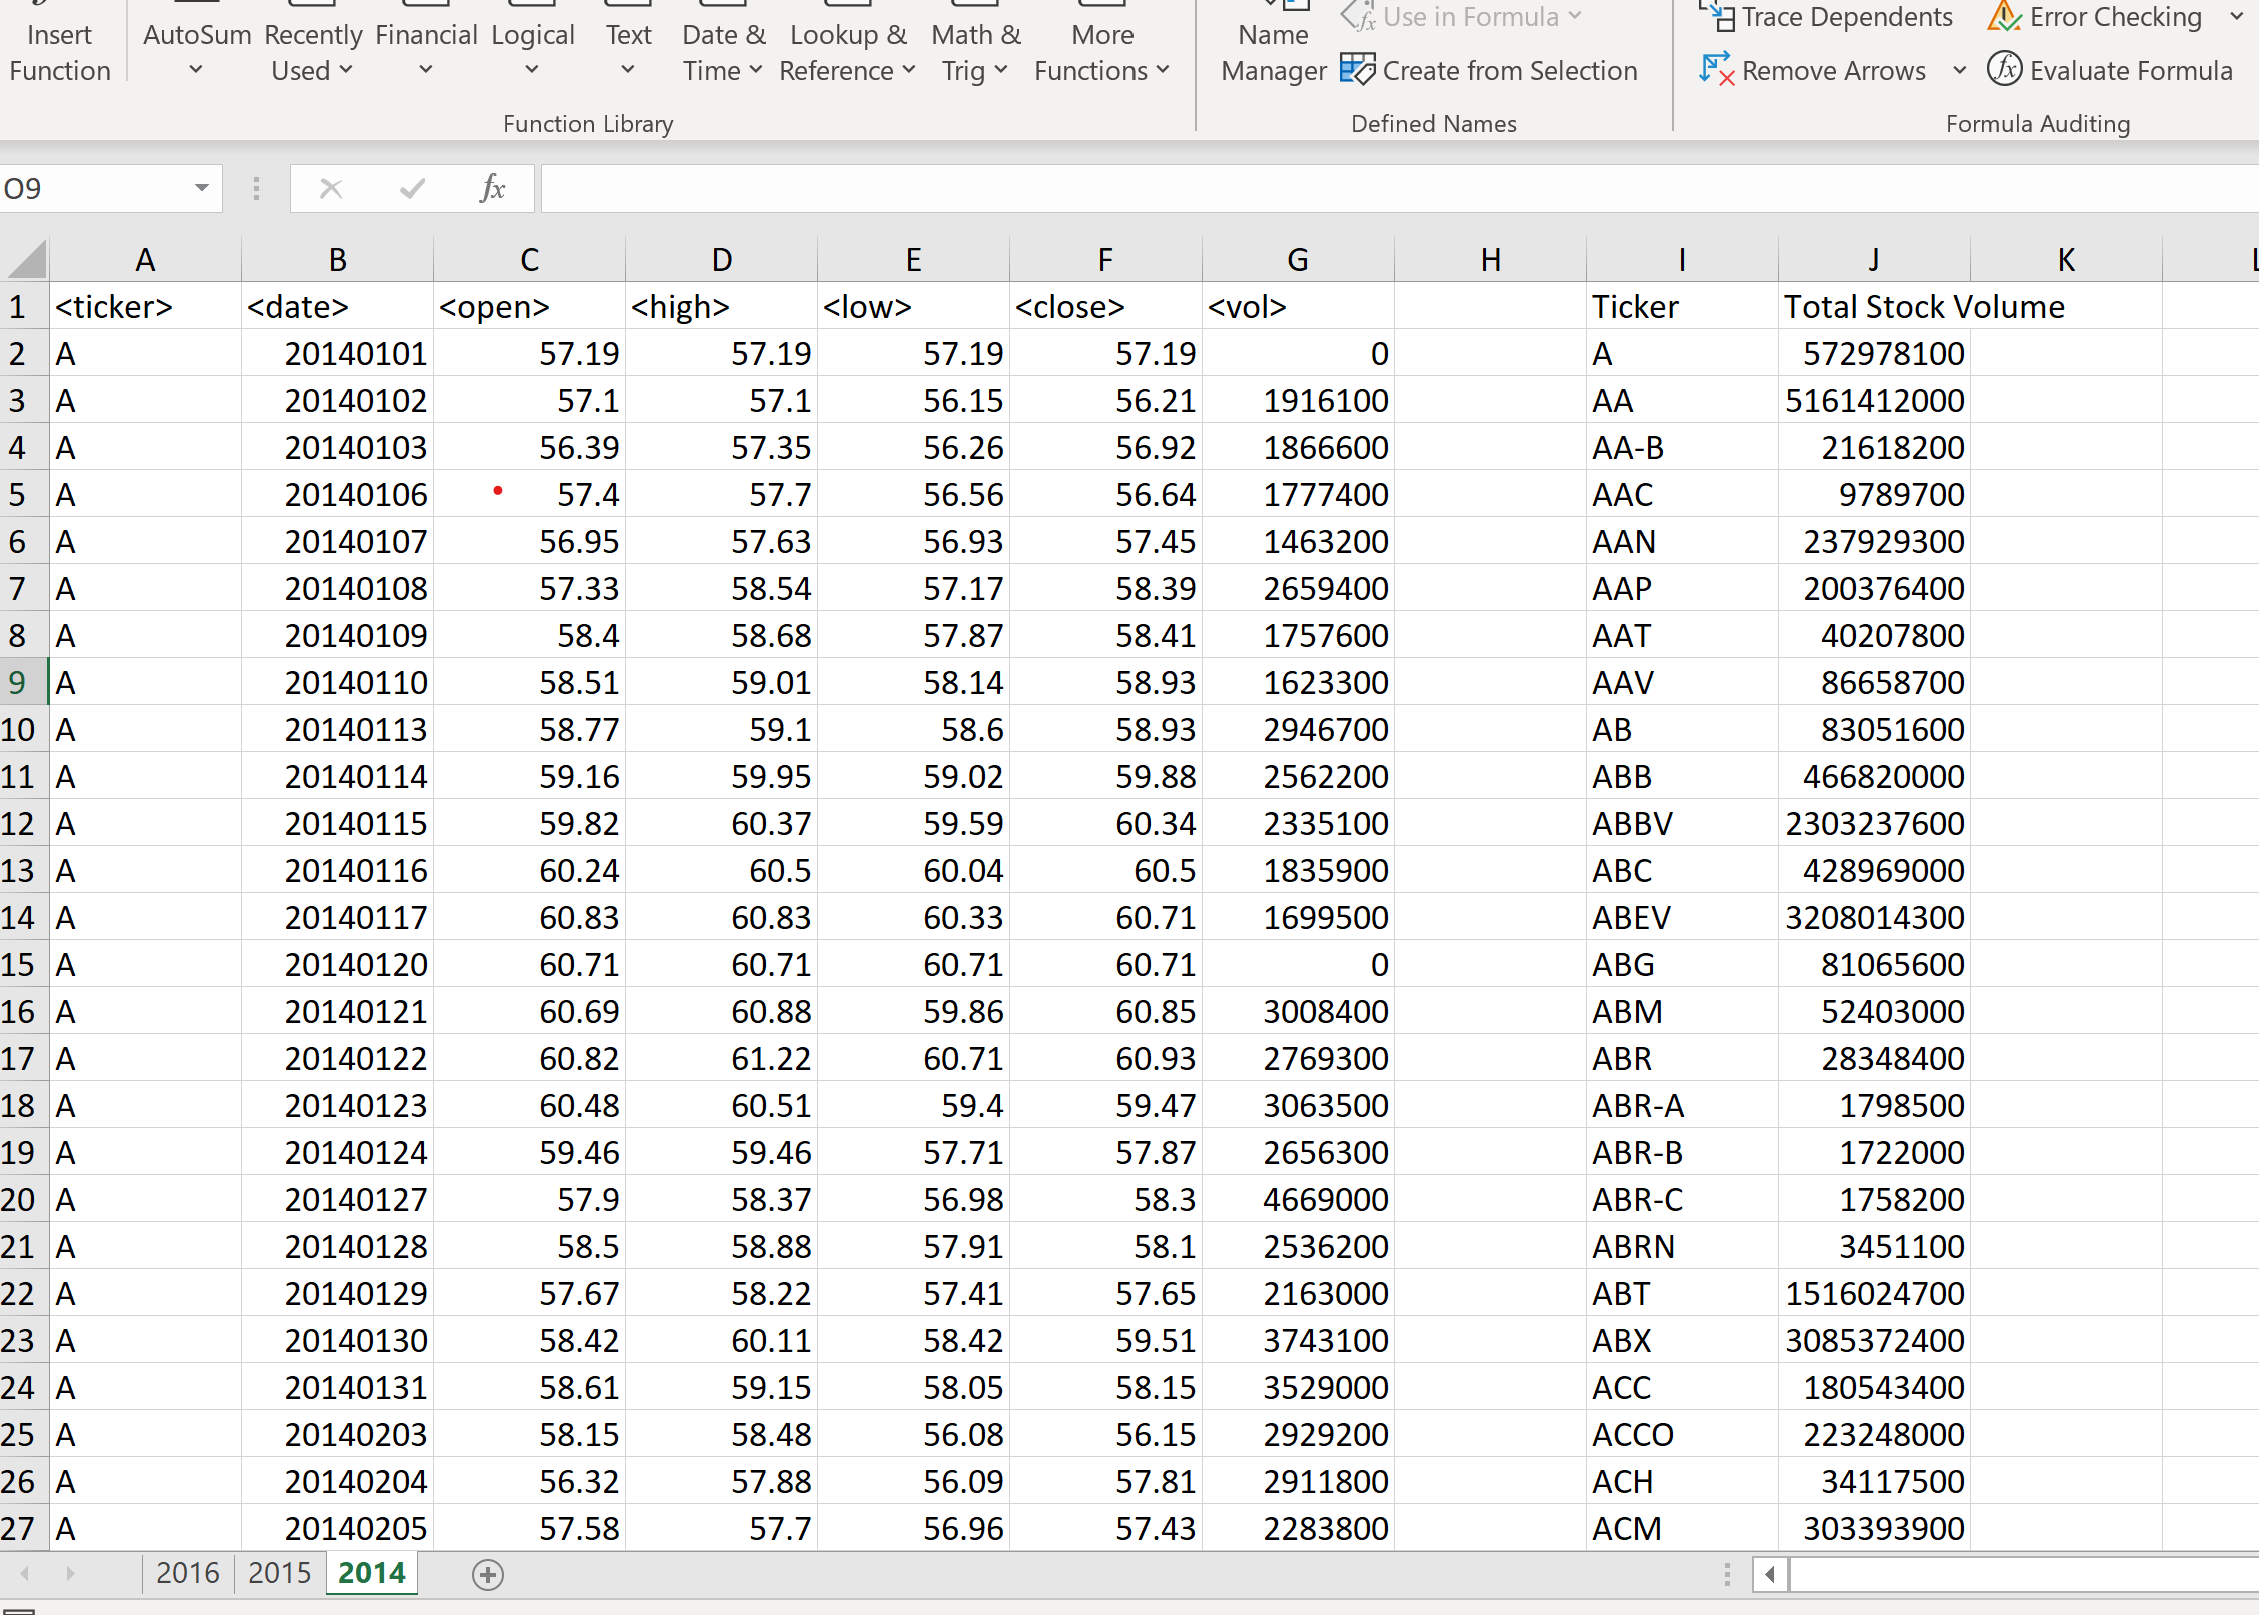 Insert Function AutoSum Recently Used Financial Logical Text Date & Time Lookup & Reference Math & Trig More Functions Name Manager Use in Formula Create from Selection Trace Dependents Remove Arrows Error Checking Evaluate Formula
Function Library Defined Names Formula Auditing
O9 fx
A B C D E F G H I J K L
1 <ticker> <date> <open> <high> <low> <close> <vol> Ticker Total Stock Volume
2 A 20140101 57.19 57.19 57.19 57.19 0 A 572978100
3 A 20140102 57.1 57.1 56.15 56.21 1916100 AA 5161412000
4 A 20140103 56.39 57.35 56.26 56.92 1866600 AA-B 21618200
5 A 20140106 57.4 57.7 56.56 56.64 1777400 AAC 9789700
6 A 20140107 56.95 57.63 56.93 57.45 1463200 AAN 237929300
7 A 20140108 57.33 58.54 57.17 58.39 2659400 AAP 200376400
8 A 20140109 58.4 58.68 57.87 58.41 1757600 AAT 40207800
9 A 20140110 58.51 59.01 58.14 58.93 1623300 AAV 86658700
10 A 20140113 58.77 59.1 58.6 58.93 2946700 AB 83051600
11 A 20140114 59.16 59.95 59.02 59.88 2562200 ABB 466820000
12 A 20140115 59.82 60.37 59.59 60.34 2335100 ABBV 2303237600
13 A 20140116 60.24 60.5 60.04 60.5 1835900 ABC 428969000
14 A 20140117 60.83 60.83 60.33 60.71 1699500 ABEV 3208014300
15 A 20140120 60.71 60.71 60.71 60.71 0 ABG 81065600
16 A 20140121 60.69 60.88 59.86 60.85 3008400 ABM 52403000
17 A 20140122 60.82 61.22 60.71 60.93 2769300 ABR 28348400
18 A 20140123 60.48 60.51 59.4 59.47 3063500 ABR-A 1798500
19 A 20140124 59.46 59.46 57.71 57.87 2656300 ABR-B 1722000
20 A 20140127 57.9 58.37 56.98 58.3 4669000 ABR-C 1758200
21 A 20140128 58.5 58.88 57.91 58.1 2536200 ABRN 3451100
22 A 20140129 57.67 58.22 57.41 57.65 2163000 ABT 1516024700
23 A 20140130 58.42 60.11 58.42 59.51 3743100 ABX 3085372400
24 A 20140131 58.61 59.15 58.05 58.15 3529000 ACC 180543400
25 A 20140203 58.15 58.48 56.08 56.15 2929200 ACCO 223248000
26 A 20140204 56.32 57.88 56.09 57.81 2911800 ACH 34117500
27 A 20140205 57.58 57.7 56.96 57.43 2283800 ACM 303393900
2016 2015 2014